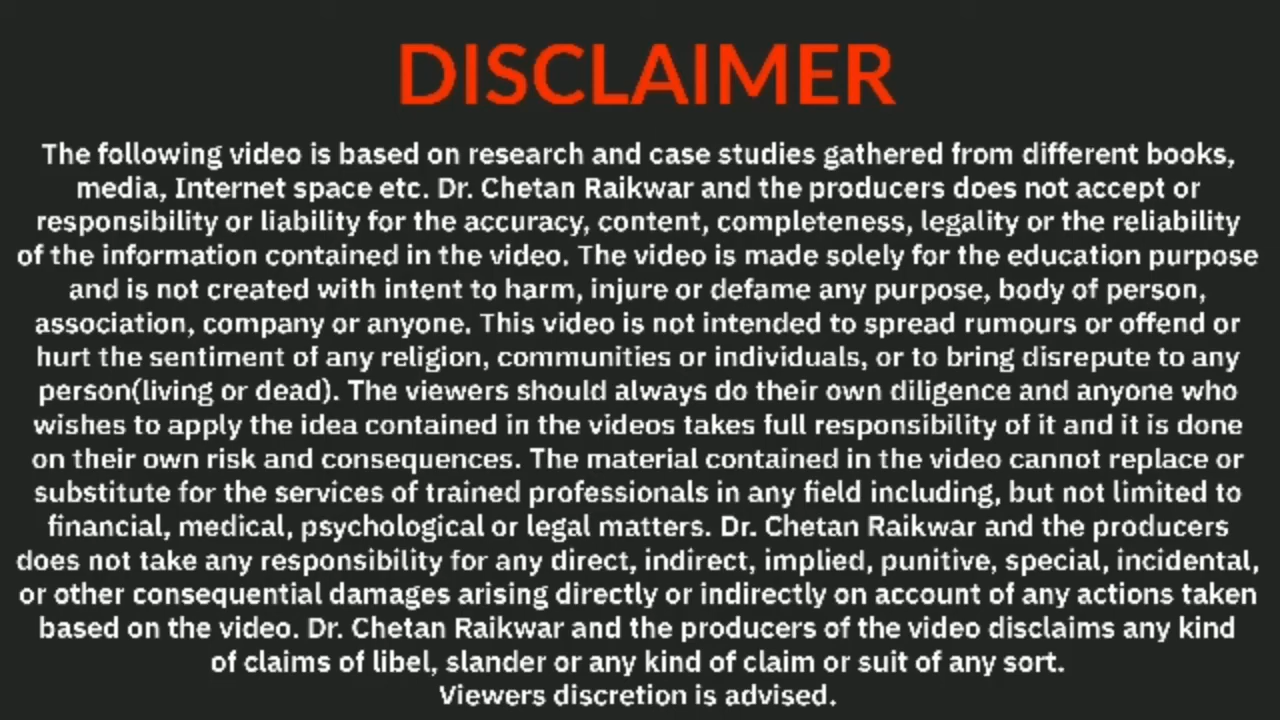 DISCLAIMER
The following video is based on research and case studies gathered from different books,
media, Internet space etc. Dr. Chetan Raikwar and the producers does not accept or
responsibility or liability for the accuracy, content, completeness, legality or the reliability
of the information contained in the video. The video is made solely for the education purpose
and is not created with intent to harm, injure or defame any purpose, body of person,
association, company or anyone. This video is not intended to spread rumours or offend or
hurt the sentiment of any religion, communities or individuals, or to bring disrepute to any
person(living or dead). The viewers should always do their own diligence and anyone who
wishes to apply the idea contained in the videos takes full responsibility of it and it is done
on their own risk and consequences. The material contained in the video cannot replace or
substitute for the services of trained professionals in any field including, but not limited to
financial, medical, psychological or legal matters. Dr. Chetan Raikwar and the producers
does not take any responsibility for any direct, indirect, implied, punitive, special, incidental,
or other consequential damages arising directly or indirectly on account of any actions taken
based on the video. Dr. Chetan Raikwar and the producers of the video disclaims any kind
of claims of libel, slander or any kind of claim or suit of any sort.
Viewers discretion is advised.